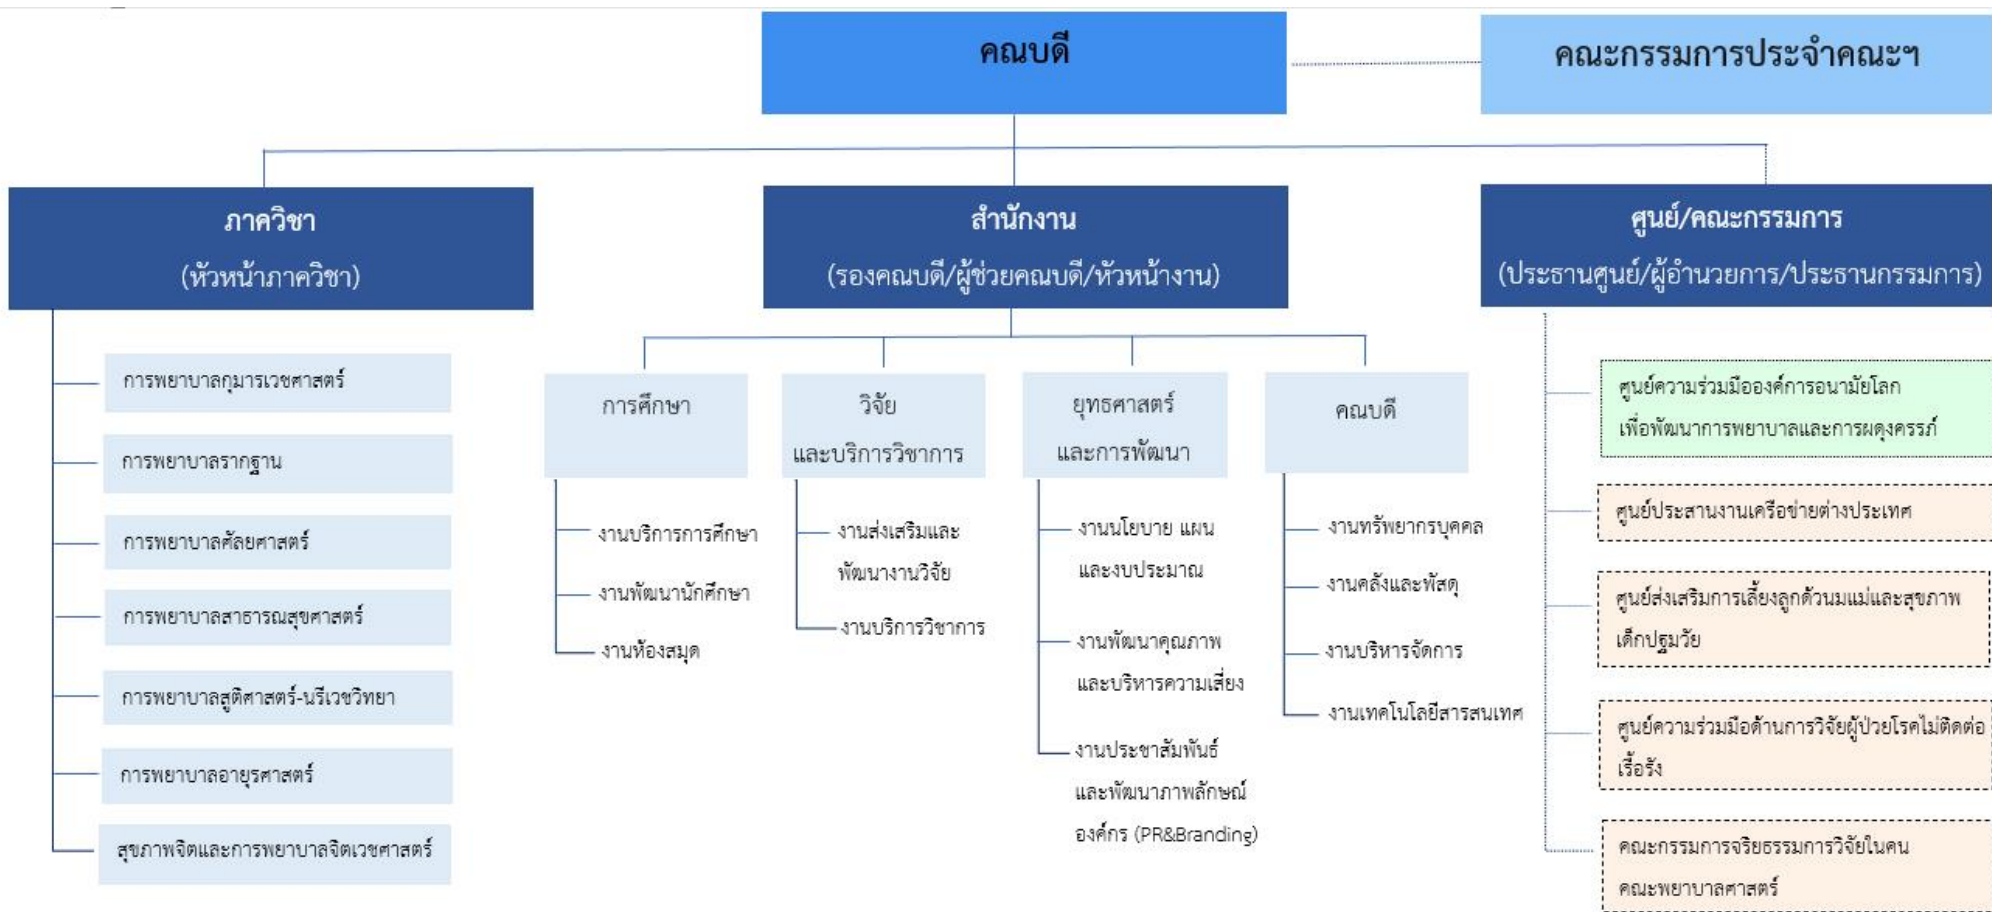 คณบดี
คณะกรรมการประจำคณะฯ
ภาควิชา
(หัวหน้าภาควิชา)
การพยาบาลกุมารเวชศาสตร์
การพยาบาลรากฐาน
การพยาบาลศัลยศาสตร์
การพยาบาลสาธารณสุขศาสตร์
การพยาบาลสูติศาสตร์-นรีเวชวิทยา
การพยาบาลอายุรศาสตร์
สุขภาพจิตและการพยาบาลจิตเวชศาสตร์
สำนักงาน
(รองคณบดี/ผู้ช่วยคณบดี/หัวหน้างาน)
การศึกษา
งานบริการการศึกษา
งานพัฒนานักศึกษา
งานห้องสมุด
วิจัย
และบริการวิชาการ
งานส่งเสริมและ
พัฒนางานวิจัย
งานบริการวิชาการ
ยุทธศาสตร์
และการพัฒนา
งานนโยบาย แผน
และงบประมาณ
งานพัฒนาคุณภาพ
และบริหารความเสี่ยง
งานประชาสัมพันธ์
และพัฒนาภาพลักษณ์
องค์กร (PR&Branding)
คณบดี
งานทรัพยากรบุคคล
งานคลังและพัสดุ
งานบริหารจัดการ
งานเทคโนโลยีสารสนเทศ
ศูนย์/คณะกรรมการ
(ประธานศูนย์/ผู้อำนวยการ/ประธานกรรมการ)
ศูนย์ความร่วมมือองค์การอนามัยโลก
เพื่อพัฒนาการพยาบาลและการผดุงครรภ์
ศูนย์ประสานงานเครือข่ายต่างประเทศ
ศูนย์ส่งเสริมการเลี้ยงลูกด้วนมแม่และสุขภาพ
เด็กปฐมวัย
ศูนย์ความร่วมมือด้านการวิจัยผู้ป่วยโรคไม่ติดต่อ
เรื้อรัง
คณะกรรมการจริยธรรมการวิจัยในคน
คณะพยาบาลศาสตร์